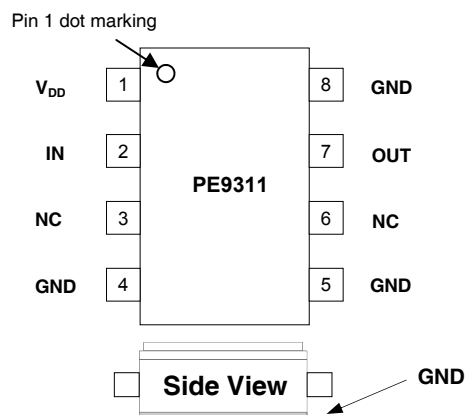 Pin 1 dot marking
V_DD 1 8 GND
IN 2 7 OUT
PE9311
NC 3 6 NC
GND 4 5 GND
Side View
GND